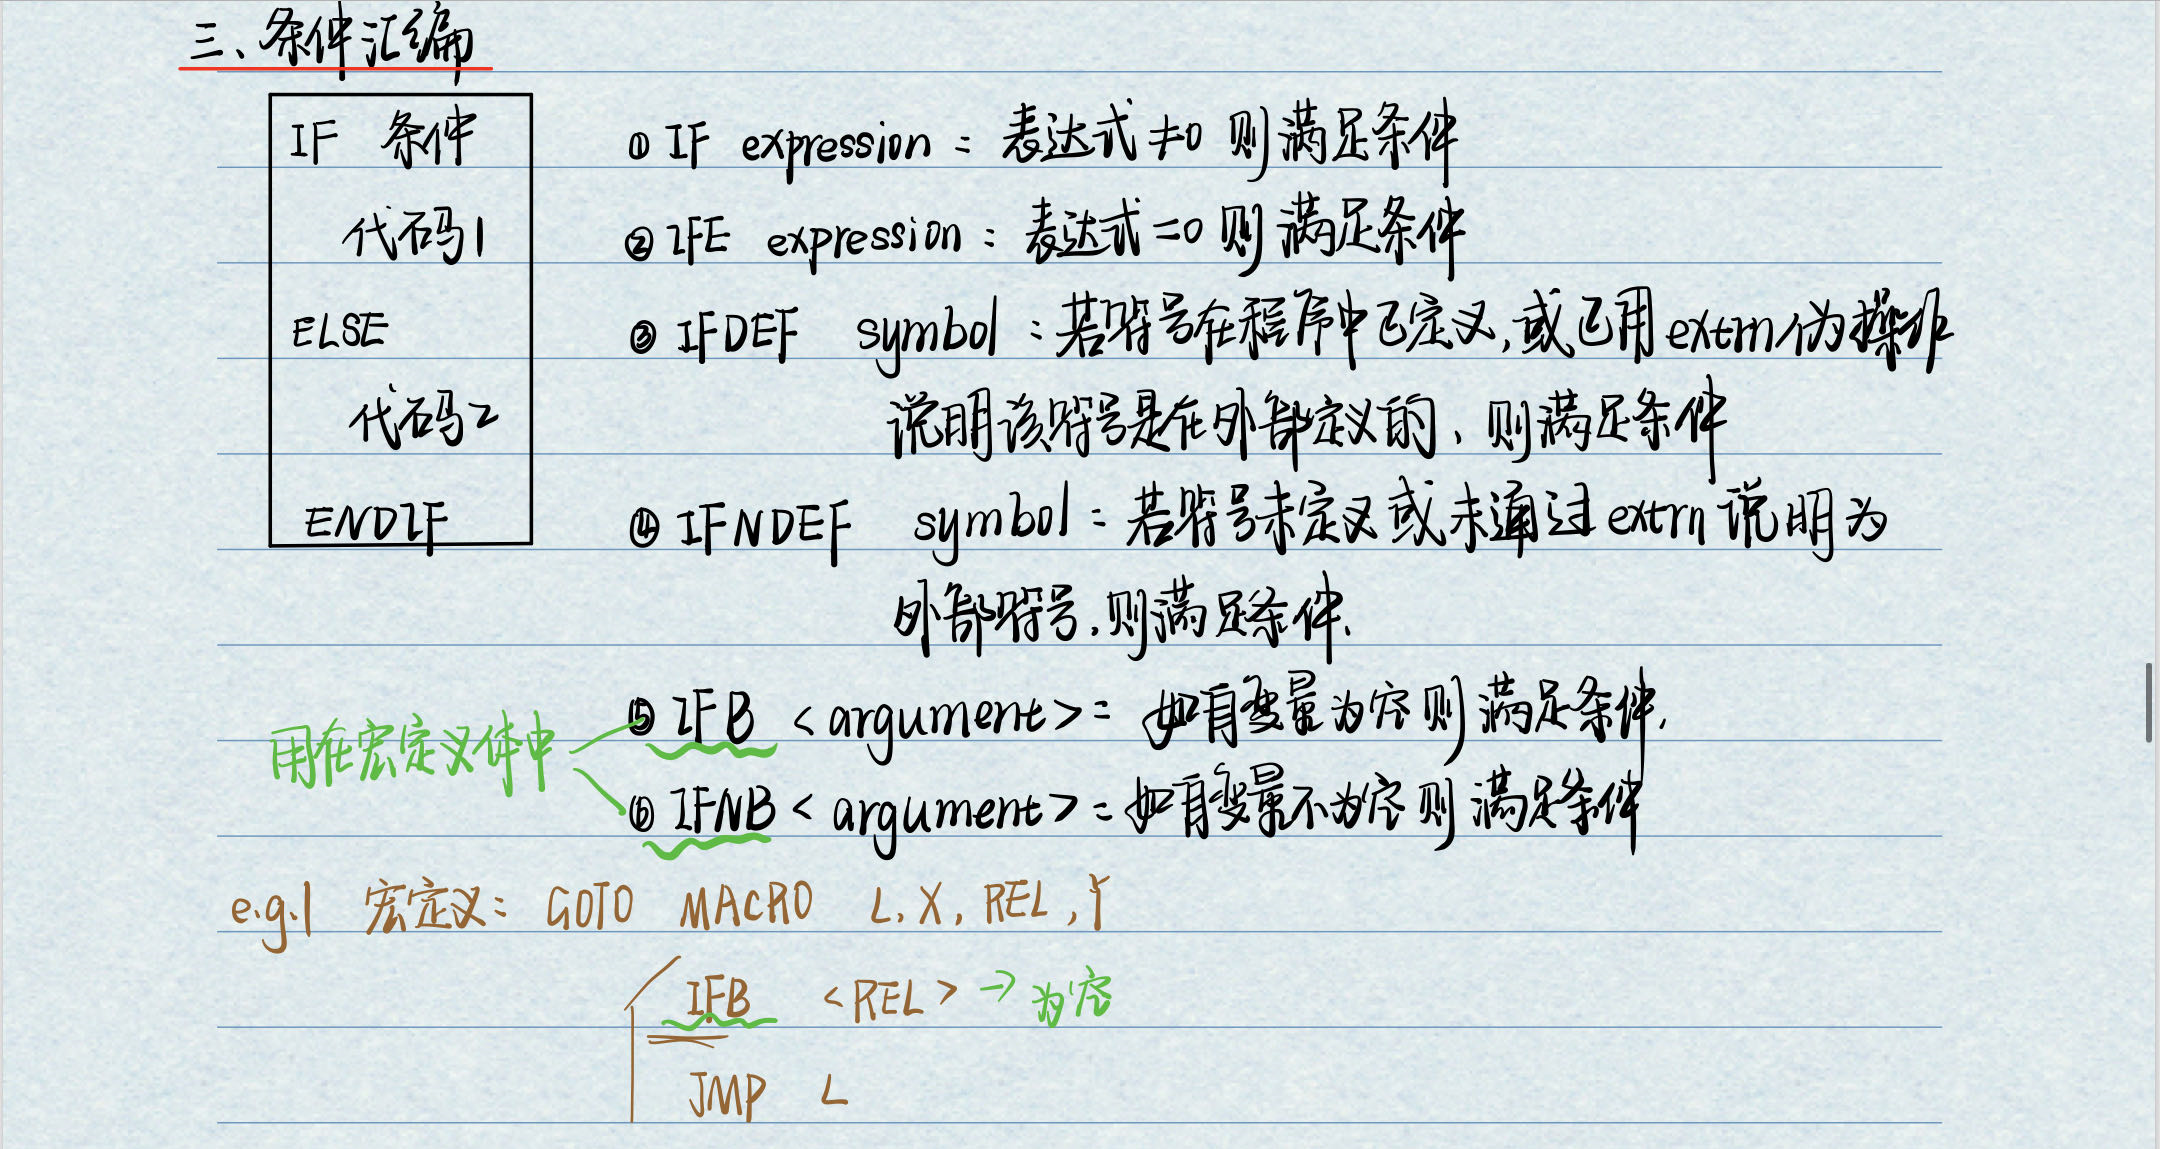 三、条件汇编
IF 条件
代码1
ELSE
代码2
ENDIF
① IF expression : 表达式≠0 则满足条件
② IFE expression : 表达式=0 则满足条件
③ IFDEF symbol : 若符号在程序中已定义,或已用extrn伪操作
说明该符号是在外部定义的、则满足条件
④ IFNDEF symbol : 若符号未定义或未通过extrn说明为
外部符号,则满足条件.
用在宏定义体中
⑤ IFB <argument> : 如自变量为空则满足条件.
⑥ IFNB <argument> : 如自变量不为空则满足条件
e.g.1 宏定义: GOTO MACRO L, X, REL, Y
IFB <REL> → 为空
JMP L